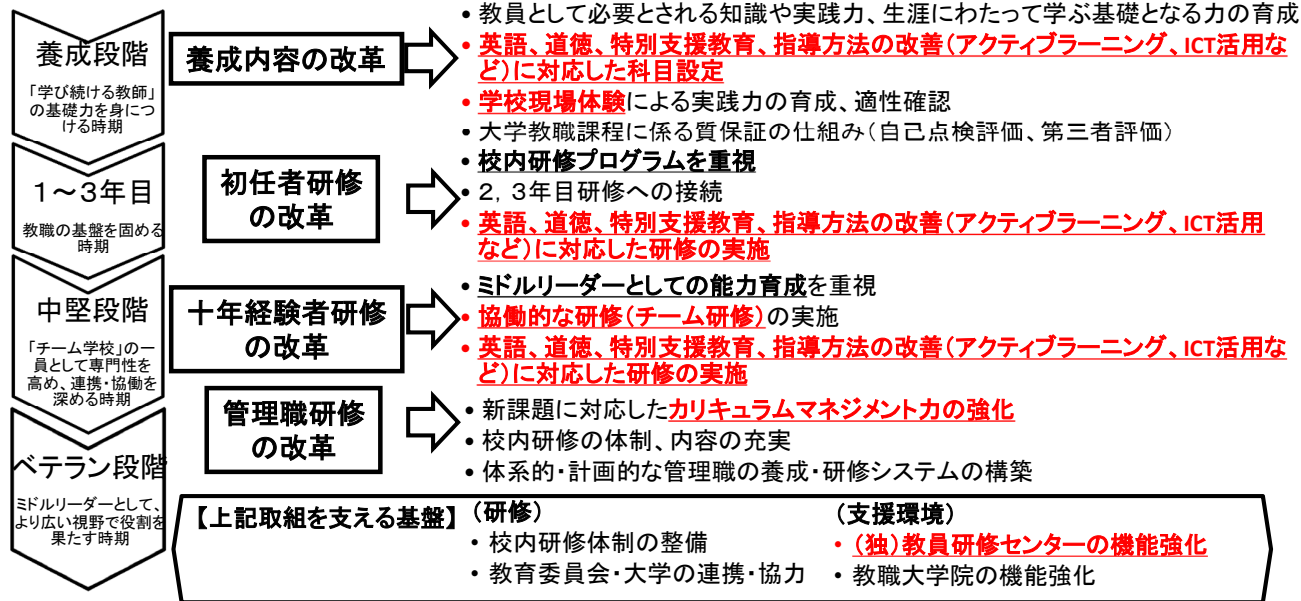 養成段階
「学び続ける教師」
の基礎力を身につ
ける時期
養成内容の改革
• 教員として必要とされる知識や実践力、生涯にわたって学ぶ基礎となる力の育成
• 英語、道徳、特別支援教育、指導方法の改善(アクティブラーニング、ICT活用な
ど)に対応した科目設定
• 学校現場体験による実践力の育成、適性確認
• 大学教職課程に係る質保証の仕組み(自己点検評価、第三者評価)
1～3年目
教職の基盤を固める
時期
初任者研修
の改革
• 校内研修プログラムを重視
• 2, 3年目研修への接続
• 英語、道徳、特別支援教育、指導方法の改善(アクティブラーニング、ICT活用
など)に対応した研修の実施
中堅段階
「チーム学校」の一
員として専門性を
高め、連携・協働を
深める時期
十年経験者研修
の改革
• ミドルリーダーとしての能力育成を重視
• 協働的な研修(チーム研修)の実施
• 英語、道徳、特別支援教育、指導方法の改善(アクティブラーニング、ICT活用な
ど)に対応した研修の実施
管理職研修
の改革
• 新課題に対応したカリキュラムマネジメント力の強化
• 校内研修の体制、内容の充実
• 体系的・計画的な管理職の養成・研修システムの構築
ベテラン段階
ミドルリーダーとして、
より広い視野で役割を
果たす時期
【上記取組を支える基盤】
(研修)
• 校内研修体制の整備
• 教育委員会・大学の連携・協力
(支援環境)
• (独)教員研修センターの機能強化
• 教職大学院の機能強化